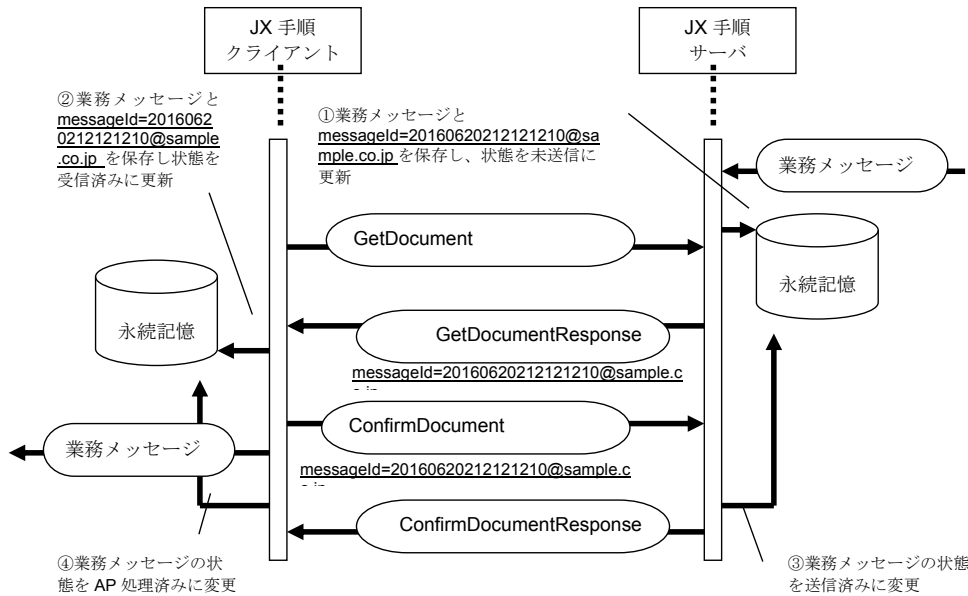 JX 手順
クライアント
JX 手順
サーバ
②業務メッセージと
messageId=2016062
0212121210@sample
.co.jp を保存し状態を
受信済みに更新
①業務メッセージと
messageId=20160620212121210@sa
mple.co.jp を保存し、状態を未送信に
更新
業務メッセージ
GetDocument
永続記憶
永続記憶
GetDocumentResponse
messageId=20160620212121210@sample.c
ConfirmDocument
業務メッセージ
messageId=20160620212121210@sample.c
ConfirmDocumentResponse
④業務メッセージの状
態を AP 処理済みに変更
③業務メッセージの状態
を送信済みに変更